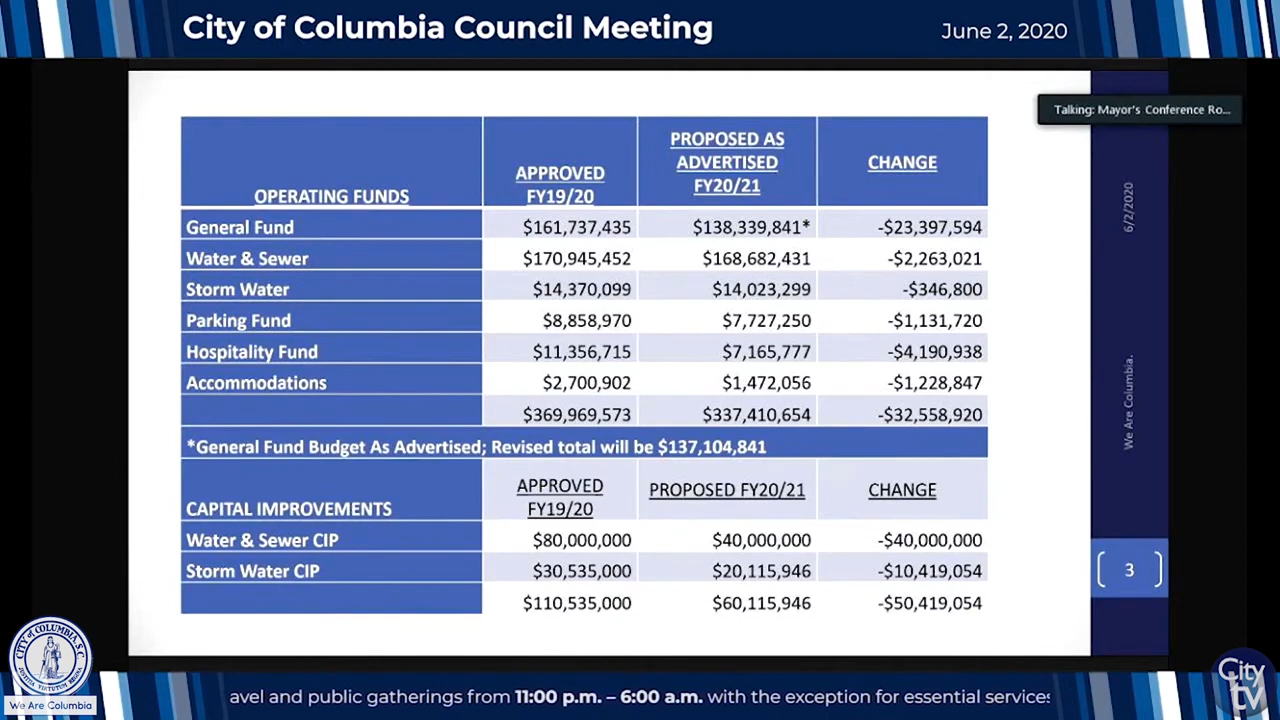 City of Columbia Council Meeting
June 2, 2020
Talking: Mayor's Conference Ro...
OPERATING FUNDS APPROVED FY19/20 PROPOSED AS ADVERTISED FY20/21 CHANGE
General Fund $161,737,435 $138,339,841* -$23,397,594
Water & Sewer $170,945,452 $168,682,431 -$2,263,021
Storm Water $14,370,099 $14,023,299 -$346,800
Parking Fund $8,858,970 $7,727,250 -$1,131,720
Hospitality Fund $11,356,715 $7,165,777 -$4,190,938
Accommodations $2,700,902 $1,472,056 -$1,228,847
$369,969,573 $337,410,654 -$32,558,920
*General Fund Budget As Advertised; Revised total will be $137,104,841
CAPITAL IMPROVEMENTS APPROVED FY19/20 PROPOSED FY20/21 CHANGE
Water & Sewer CIP $80,000,000 $40,000,000 -$40,000,000
Storm Water CIP $30,535,000 $20,115,946 -$10,419,054
$110,535,000 $60,115,946 -$50,419,054
6/2/2020
We Are Columbia.
3
CITY OF COLUMBIA, S.C.
JUSTITIA VIRTUTUM REGINA
We Are Columbia
avel and public gatherings from 11:00 p.m. – 6:00 a.m. with the exception for essential services
City
tv